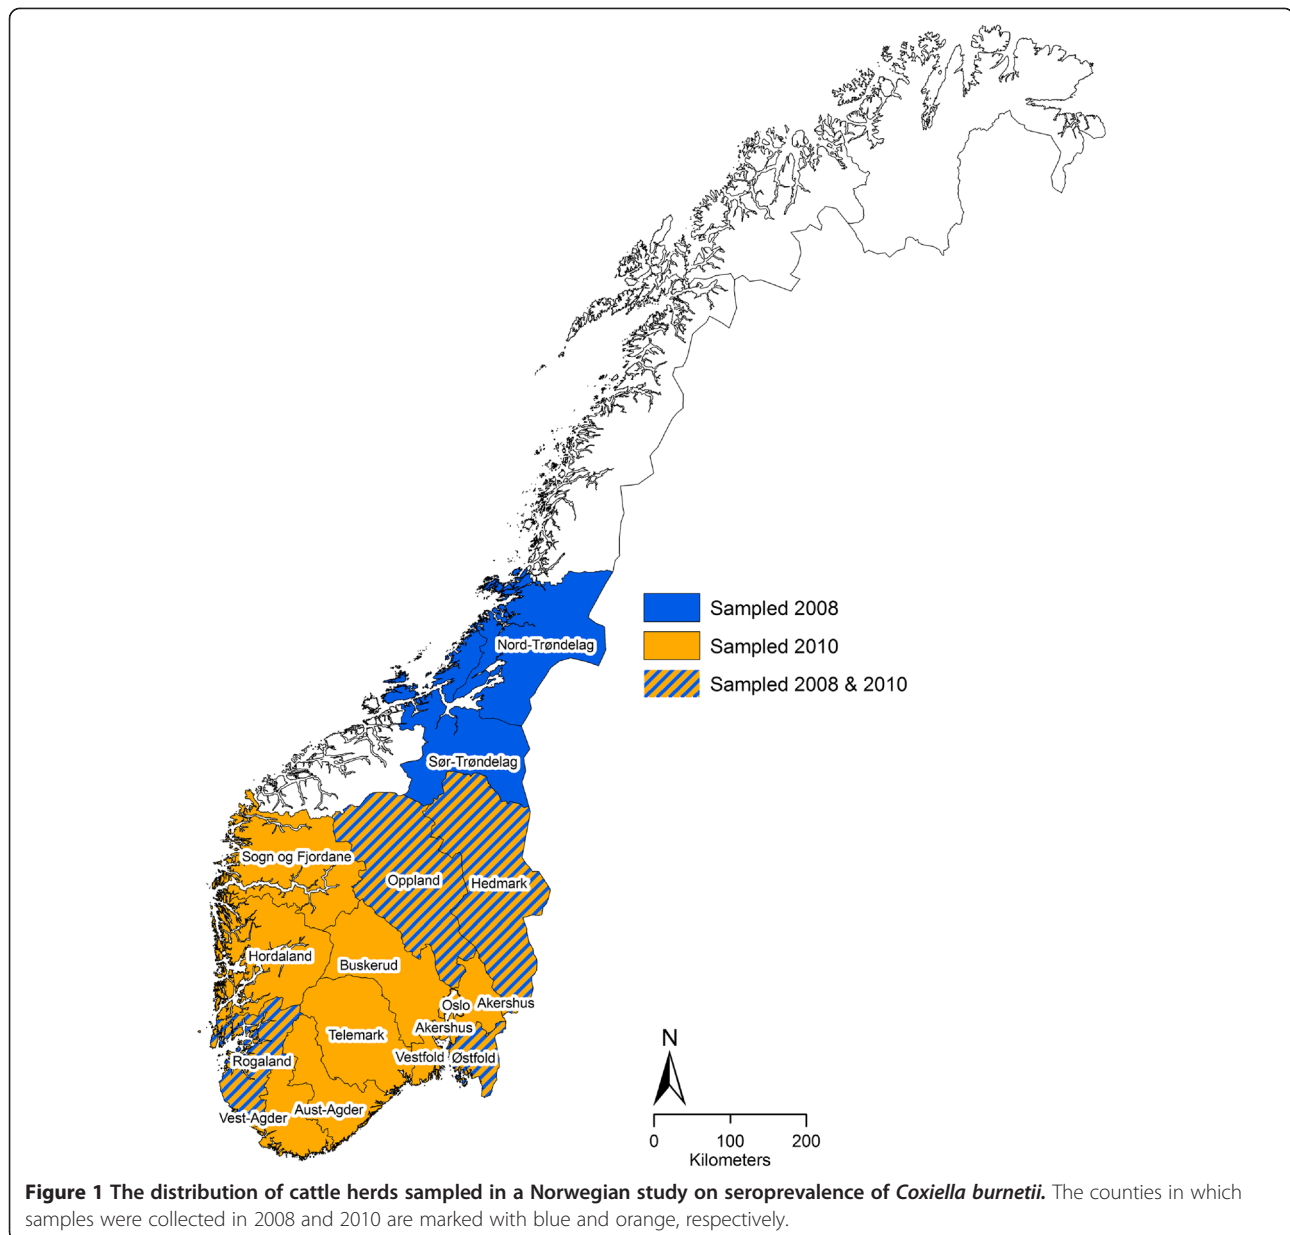 Sampled 2008
Nord-Trøndelag
Sampled 2010
Sampled 2008 & 2010
Sør-Trøndelag
Sogn og Fjordane
Oppland
Hedmark
Hordaland
Buskerud
Oslo
Akershus
Akershus
Telemark
Vestfold
Østfold
Rogaland
Vest-Agder
Aust-Agder
N
0 100 200
Kilometers
Figure 1 The distribution of cattle herds sampled in a Norwegian study on seroprevalence of Coxiella burnetii. The counties in which
samples were collected in 2008 and 2010 are marked with blue and orange, respectively.